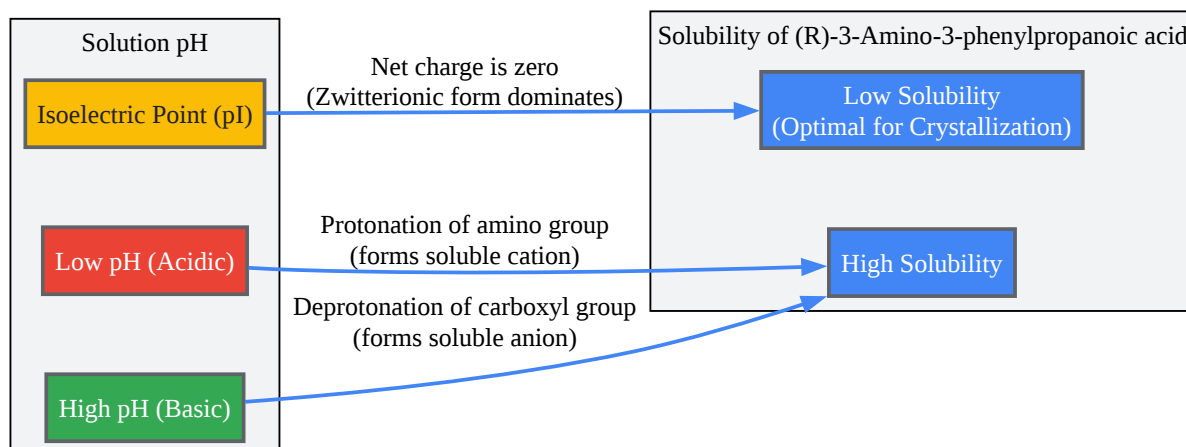 Solution pH
Isoelectric Point (pI)
Low pH (Acidic)
High pH (Basic)
Net charge is zero
(Zwitterionic form dominates)
Protonation of amino group
(forms soluble cation)
Deprotonation of carboxyl group
(forms soluble anion)
Solubility of (R)-3-Amino-3-phenylpropanoic acid
Low Solubility
(Optimal for Crystallization)
High Solubility